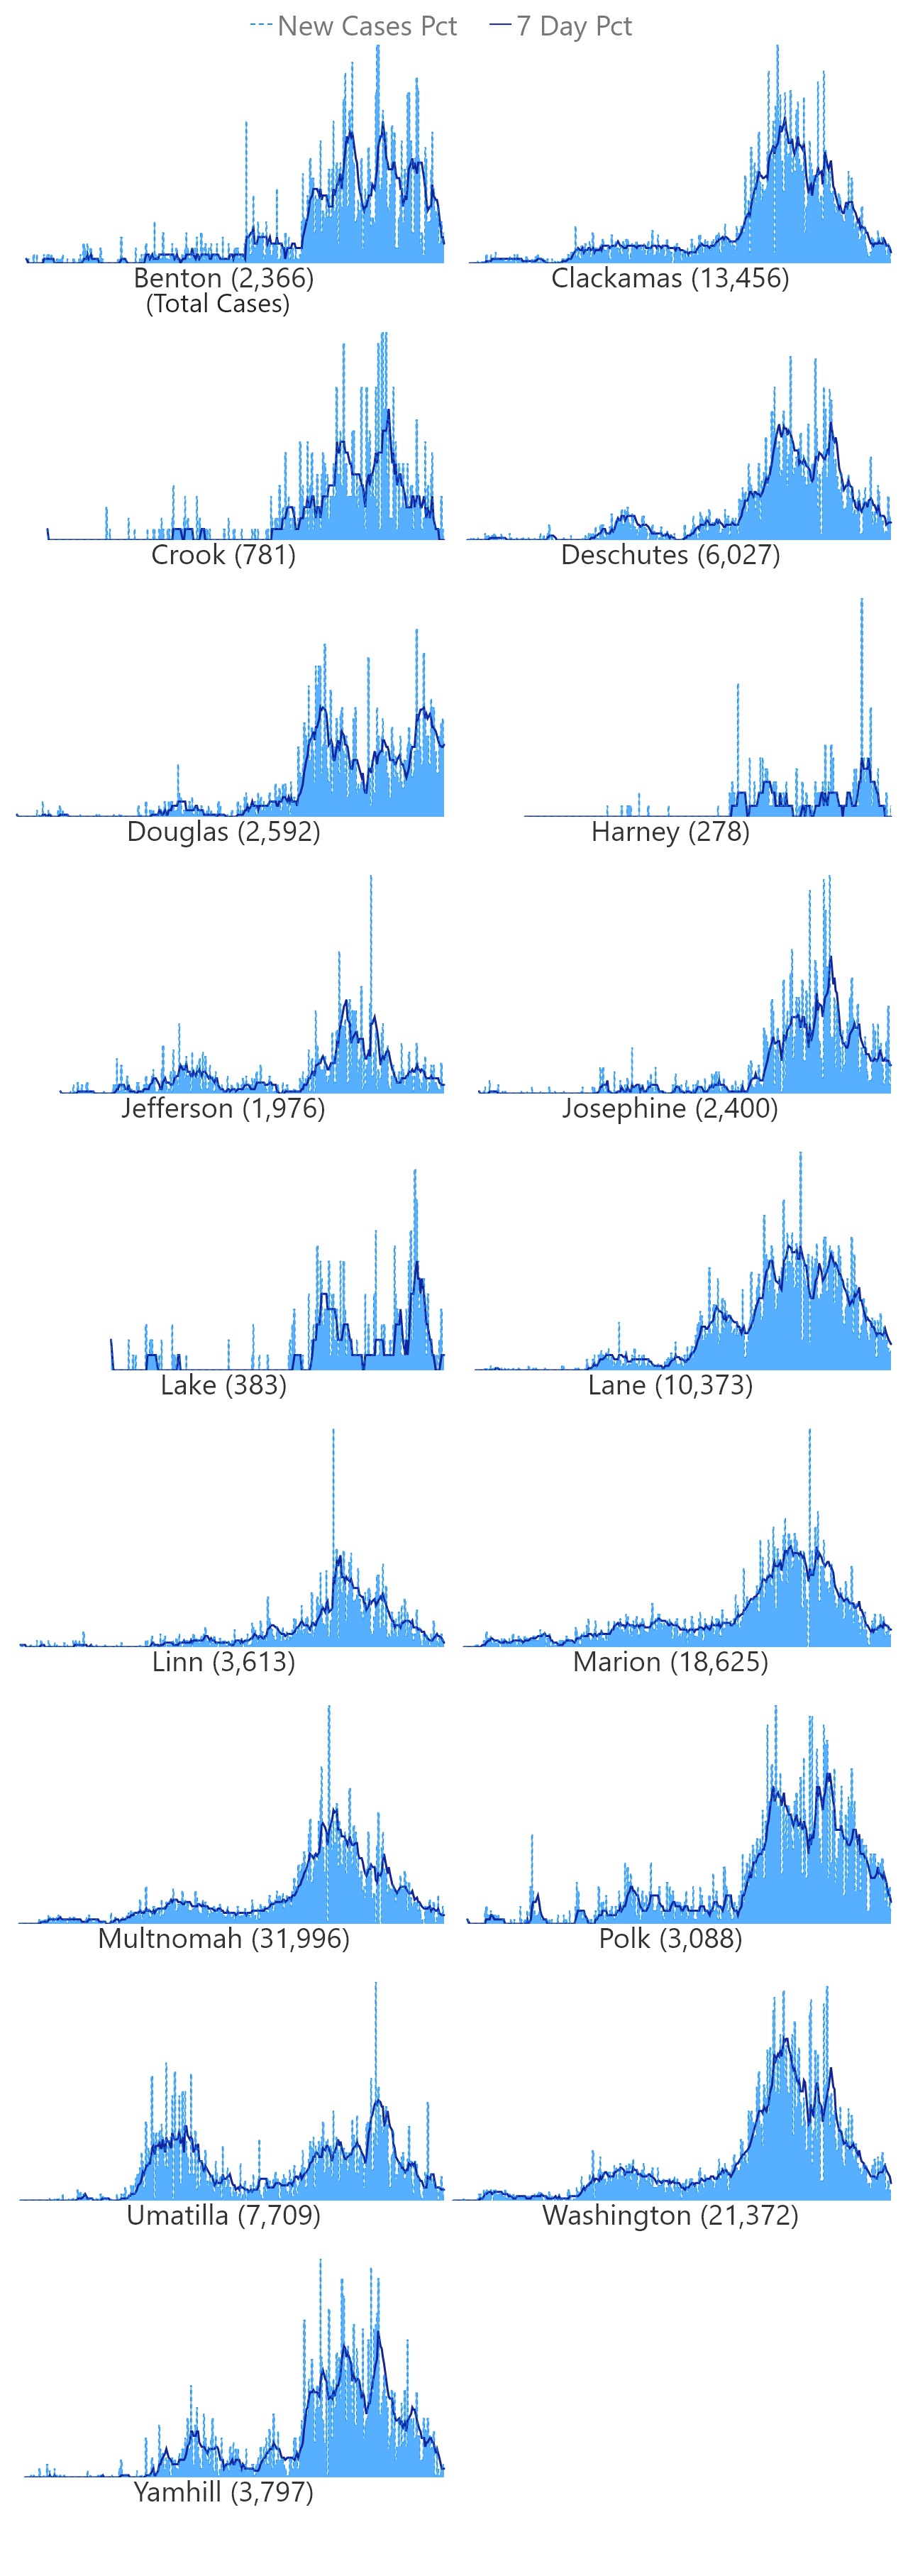 New Cases Pct 7 Day Pct
Benton (2,366) Clackamas (13,456)
(Total Cases)
Crook (781) Deschutes (6,027)
Douglas (2,592) Harney (278)
Jefferson (1,976) Josephine (2,400)
Lake (383) Lane (10,373)
Linn (3,613) Marion (18,625)
Multnomah (31,996) Polk (3,088)
Umatilla (7,709) Washington (21,372)
Yamhill (3,797)